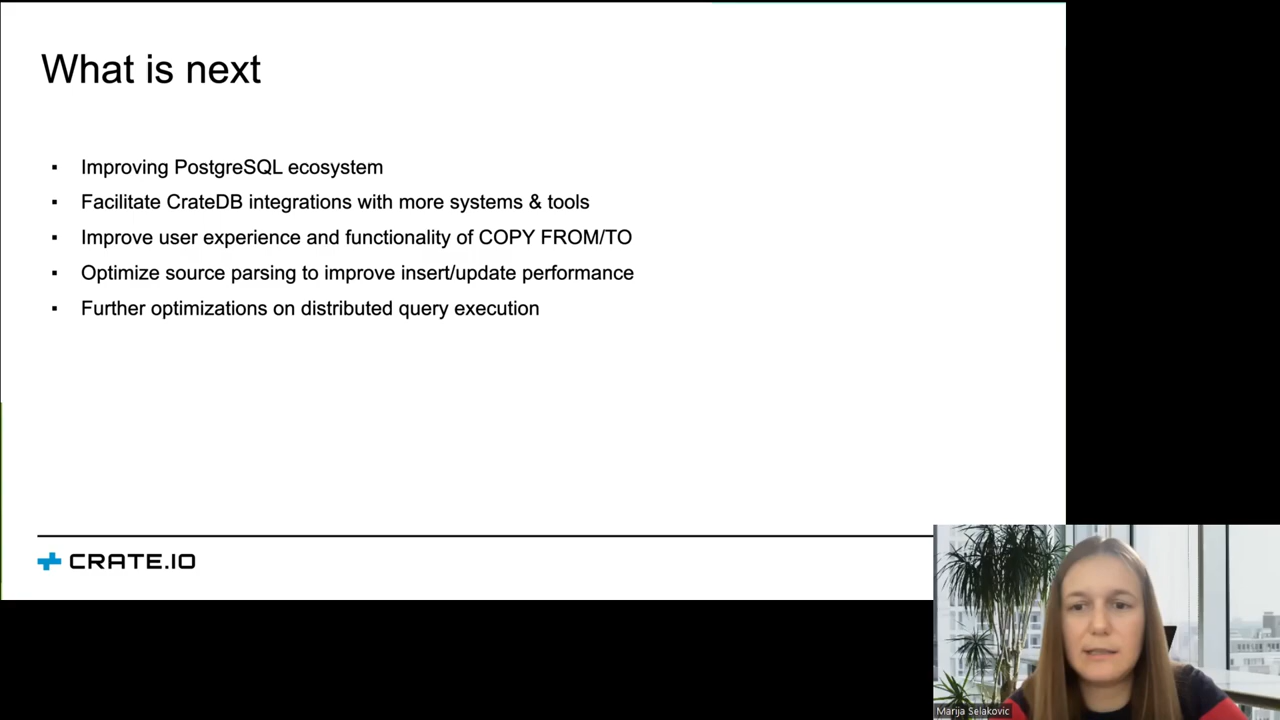 What is next
▪ Improving PostgreSQL ecosystem
▪ Facilitate CrateDB integrations with more systems & tools
▪ Improve user experience and functionality of COPY FROM/TO
▪ Optimize source parsing to improve insert/update performance
▪ Further optimizations on distributed query execution
CRATE.IO
Marija Selakovic